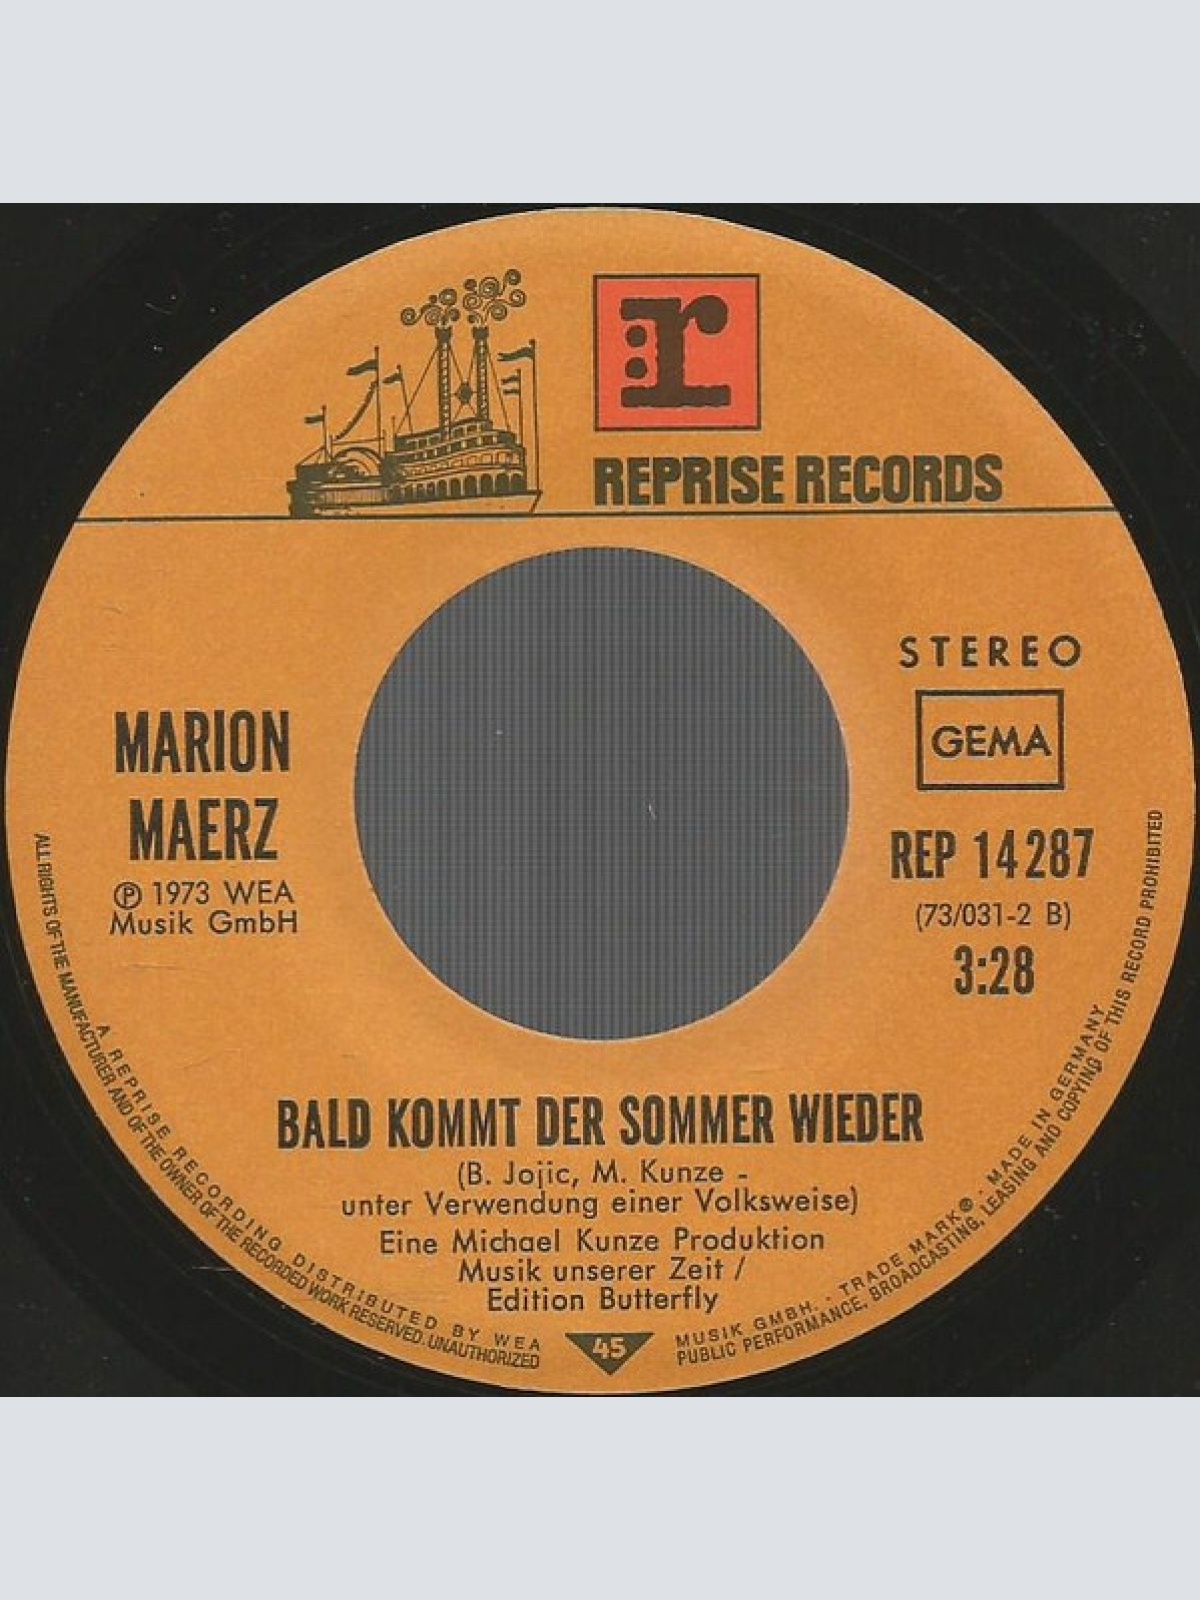 r:
REPRISE RECORDS
STEREO
GEMA
MARION
MAERZ
℗ 1973 WEA
Musik GmbH
REP 14 287
(73/031-2 B)
3:28
BALD KOMMT DER SOMMER WIEDER
(B. Jojic, M. Kunze -
unter Verwendung einer Volksweise)
Eine Michael Kunze Produktion
Musik unserer Zeit /
Edition Butterfly
45
A REPRISE RECORDING DISTRIBUTED BY WEA MUSIK GMBH. · TRADE MARK® · MADE IN GERMANY
ALL RIGHTS OF THE MANUFACTURER AND OF THE OWNER OF THE RECORDED WORK RESERVED. UNAUTHORIZED PUBLIC PERFORMANCE, BROADCASTING, LEASING AND COPYING OF THIS RECORD PROHIBITED